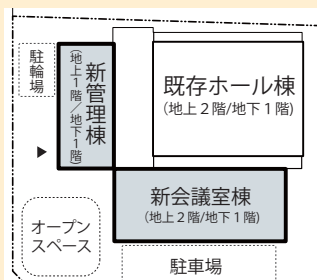 駐輪場
新管理棟
(地上1階/地下1階)
既存ホール棟
(地上2階/地下1階)
新会議室棟
(地上2階/地下1階)
オープン
スペース
駐車場